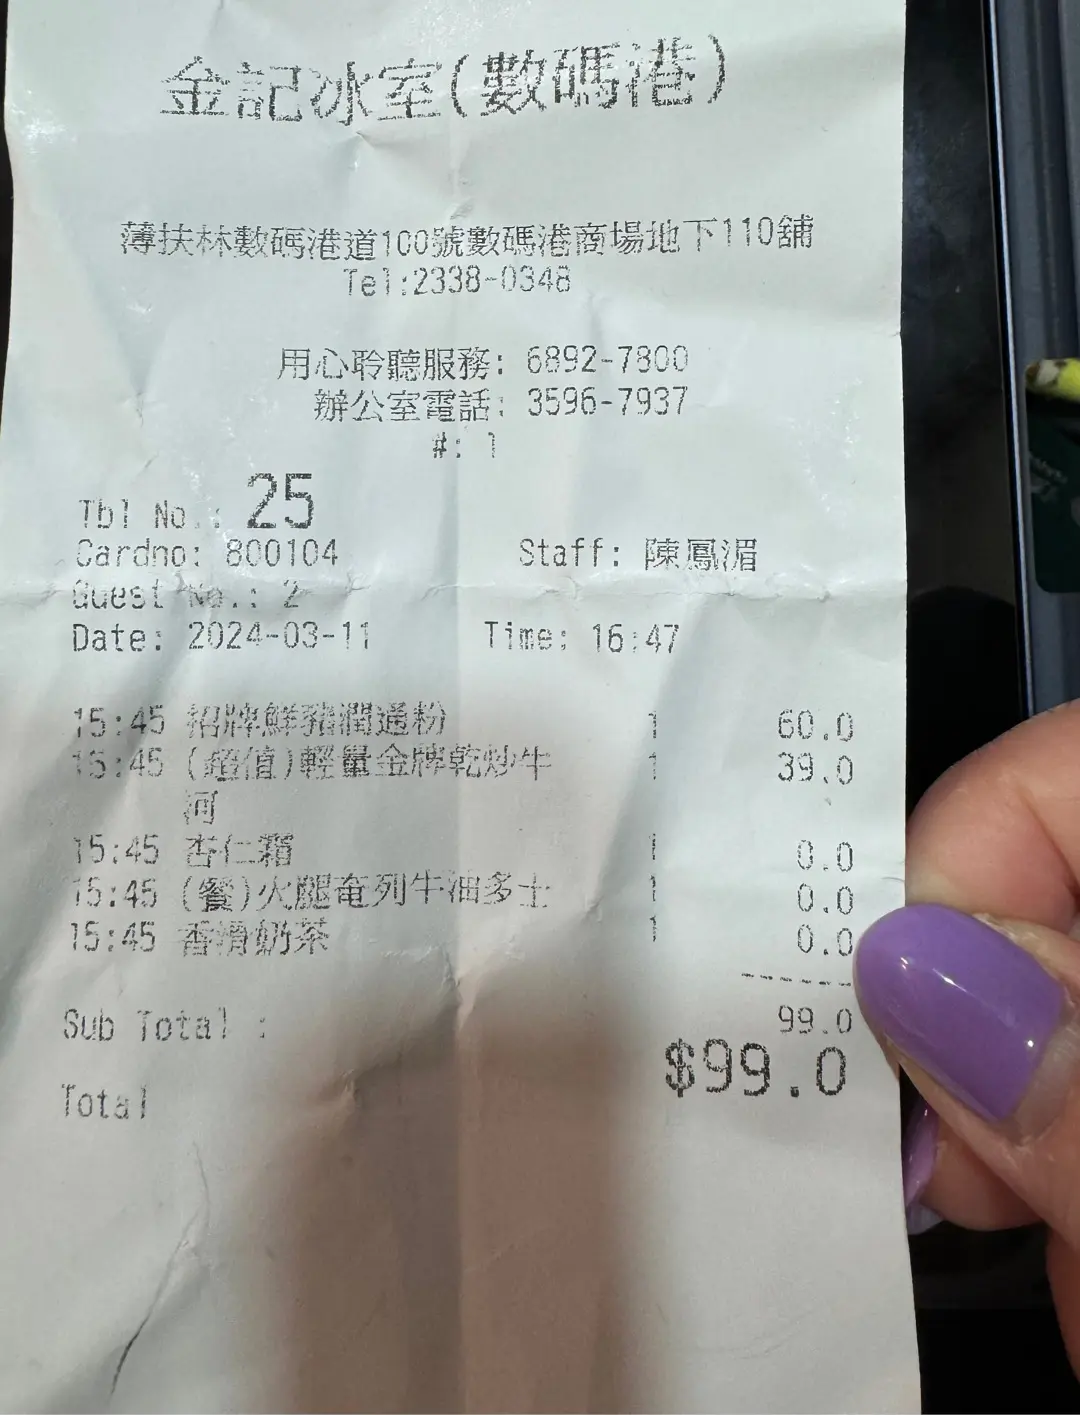 金記冰室(數碼港)
薄扶林數碼港道100號數碼港商場地下110舖
Tel:2338-0348
用心聆聽服務: 6892-7800
辦公室電話: 3596-7937
#: 1
Tbl No.: 25
Cardno: 800104 Staff: 陳鳳湄
Guest No.: 2
Date: 2024-03-11 Time: 16:47
15:45 招牌鮮豬潤通粉 1 60.0
15:45 (超值)輕量金牌乾炒牛 1 39.0
河
15:45 杏仁霜 1 0.0
15:45 (餐)火腿奄列牛油多士 1 0.0
15:45 香滑奶茶 1 0.0
------
Sub Total : 99.0
Total $99.0